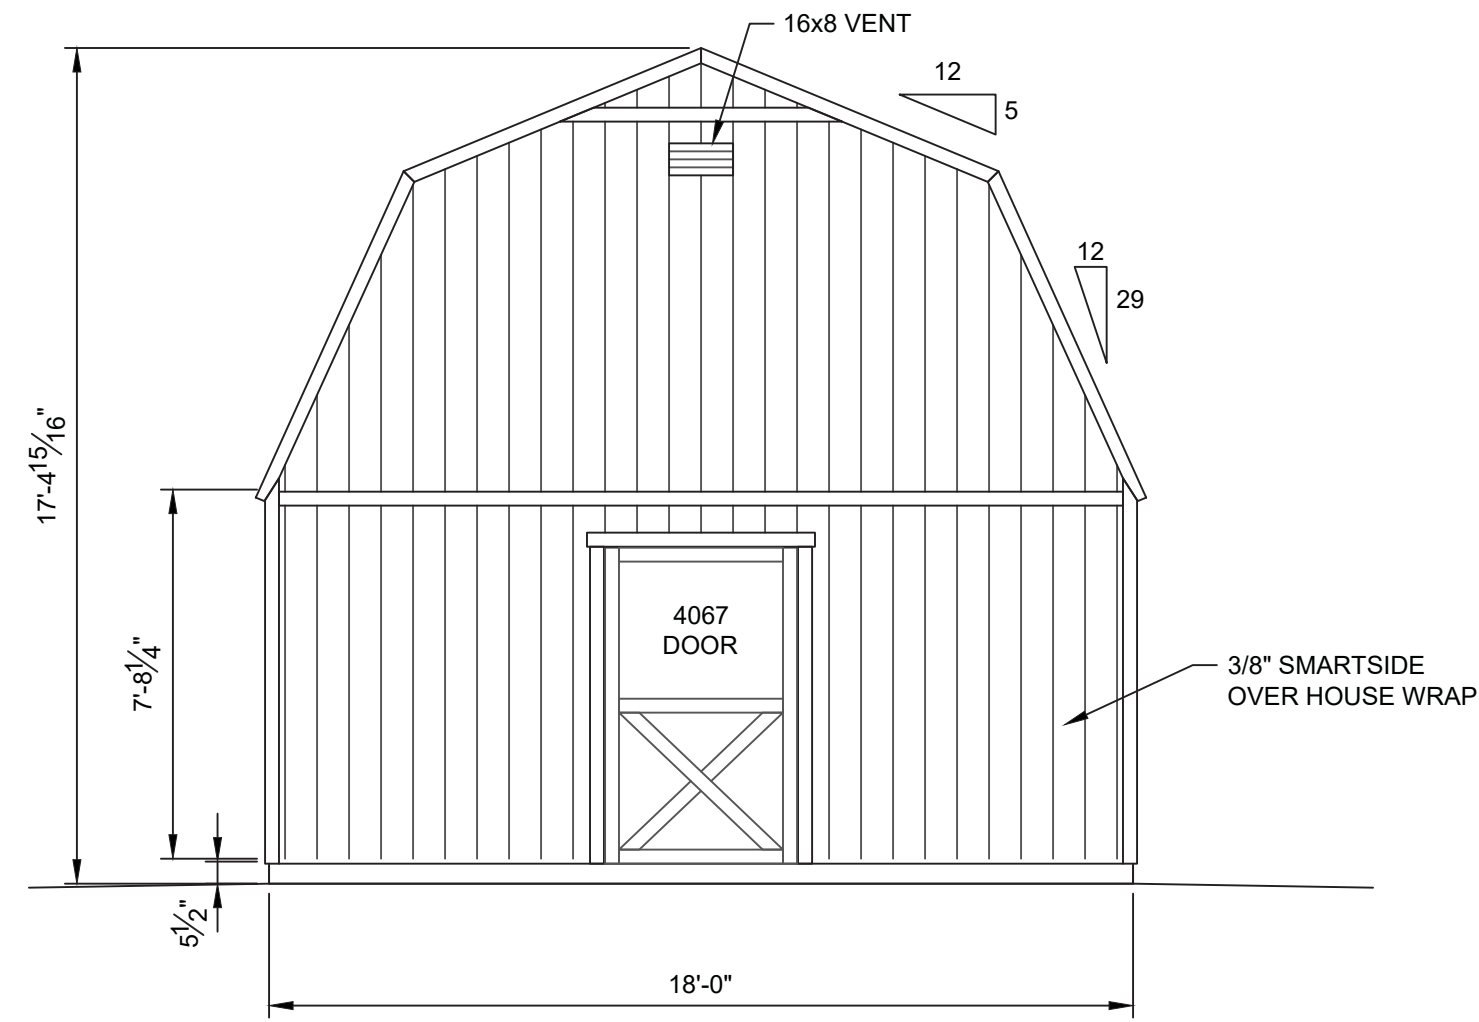 16x8 VENT
12
5
12
29
17'-4 15/16"
4067
DOOR
7'-8 1/4"
3/8" SMARTSIDE
OVER HOUSE WRAP
5 1/2"
18'-0"